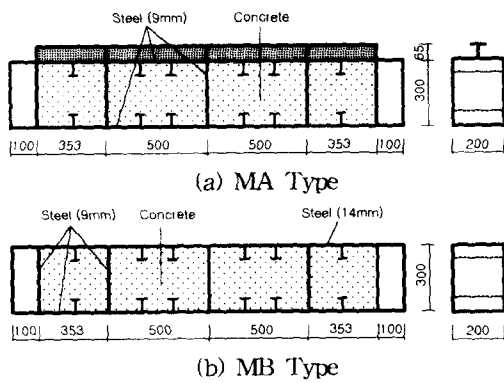 Steel (9mm) Concrete
65
300
100 353 500 500 353 100 200
(a) MA Type
Steel (9mm) Concrete Steel (14mm)
300
100 353 500 500 353 100 200
(b) MB Type